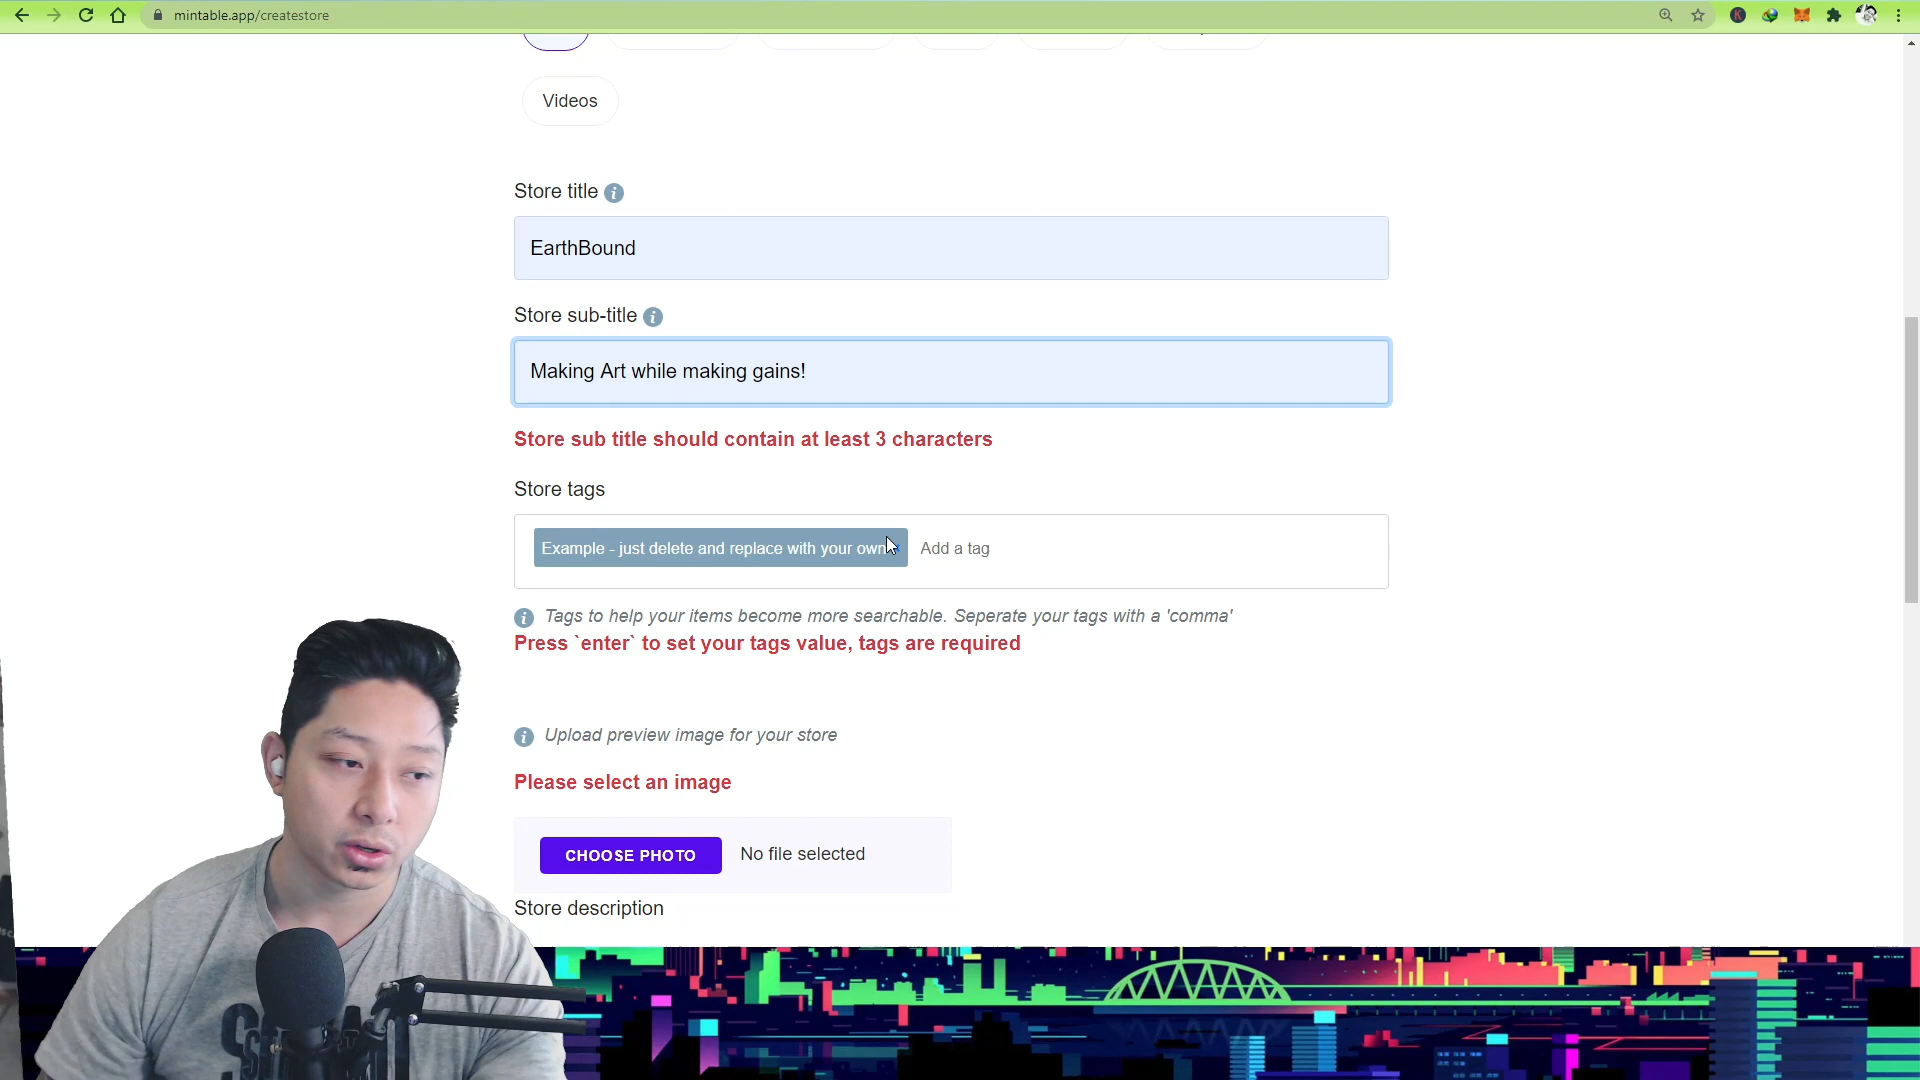 mintable.app/createstore
Videos
Store title
EarthBound
Store sub-title
Making Art while making gains!
Store sub title should contain at least 3 characters
Store tags
Example - just delete and replace with your own Add a tag
Tags to help your items become more searchable. Seperate your tags with a 'comma'
Press `enter` to set your tags value, tags are required
Upload preview image for your store
Please select an image
CHOOSE PHOTO No file selected
Store description